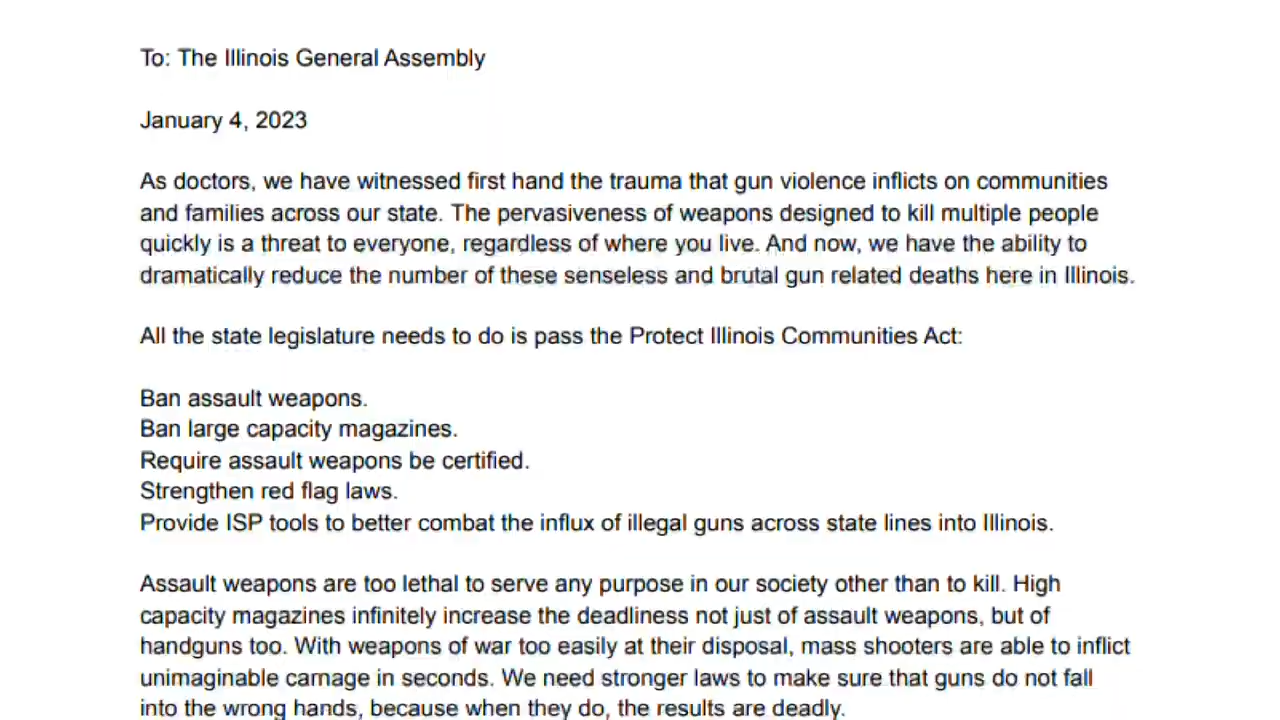 To: The Illinois General Assembly
January 4, 2023
As doctors, we have witnessed first hand the trauma that gun violence inflicts on communities
and families across our state. The pervasiveness of weapons designed to kill multiple people
quickly is a threat to everyone, regardless of where you live. And now, we have the ability to
dramatically reduce the number of these senseless and brutal gun related deaths here in Illinois.
All the state legislature needs to do is pass the Protect Illinois Communities Act:
Ban assault weapons.
Ban large capacity magazines.
Require assault weapons be certified.
Strengthen red flag laws.
Provide ISP tools to better combat the influx of illegal guns across state lines into Illinois.
Assault weapons are too lethal to serve any purpose in our society other than to kill. High
capacity magazines infinitely increase the deadliness not just of assault weapons, but of
handguns too. With weapons of war too easily at their disposal, mass shooters are able to inflict
unimaginable carnage in seconds. We need stronger laws to make sure that guns do not fall
into the wrong hands, because when they do, the results are deadly.